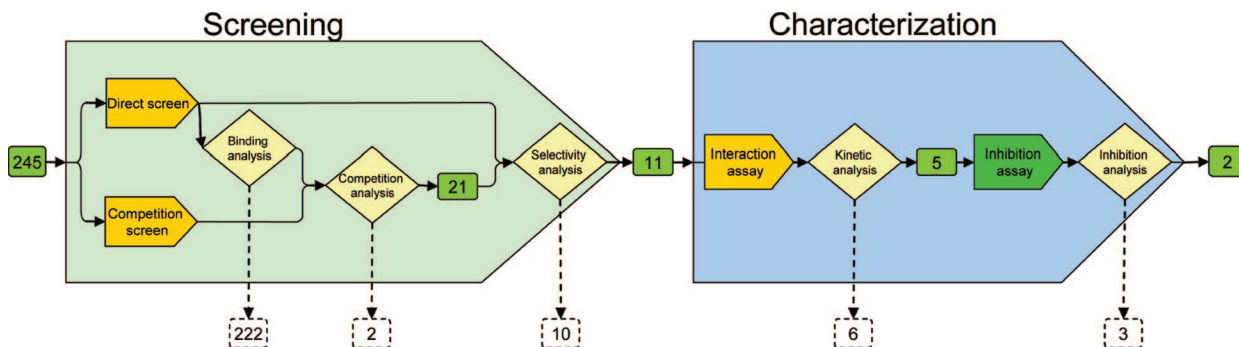 Screening
Characterization
Direct screen
Binding
analysis
245
Competition
screen
Competition
analysis
21
Selectivity
analysis
11
Interaction
assay
Kinetic
analysis
5
Inhibition
assay
Inhibition
analysis
2
222
2
10
6
3